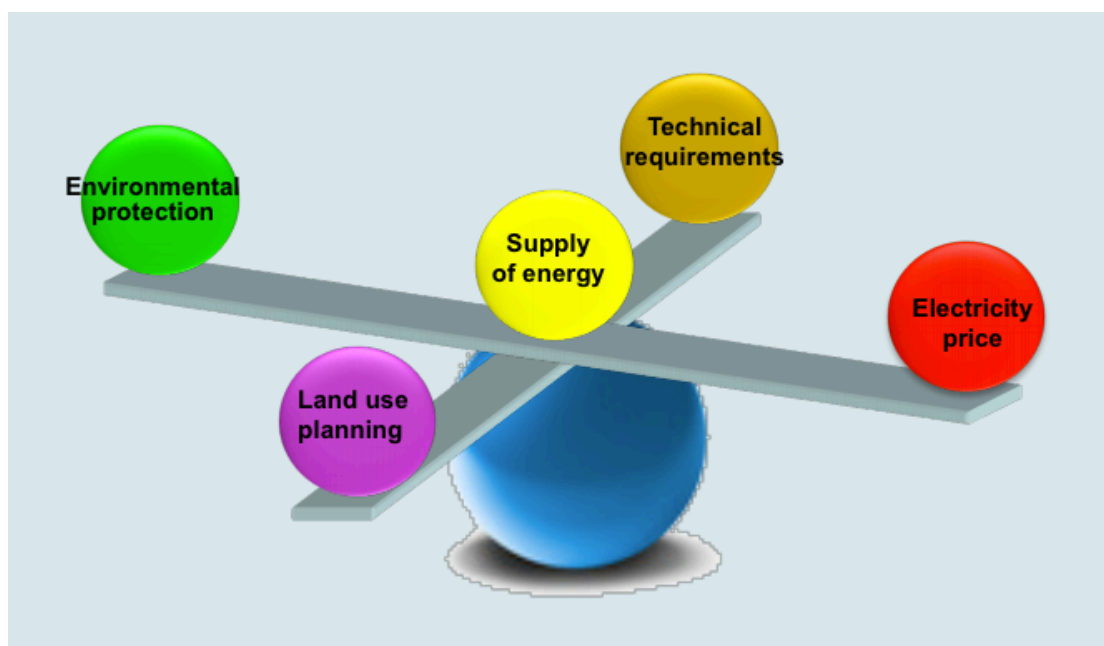 Technical
requirements
Environmental
protection
Supply
of energy
Electricity
price
Land use
planning